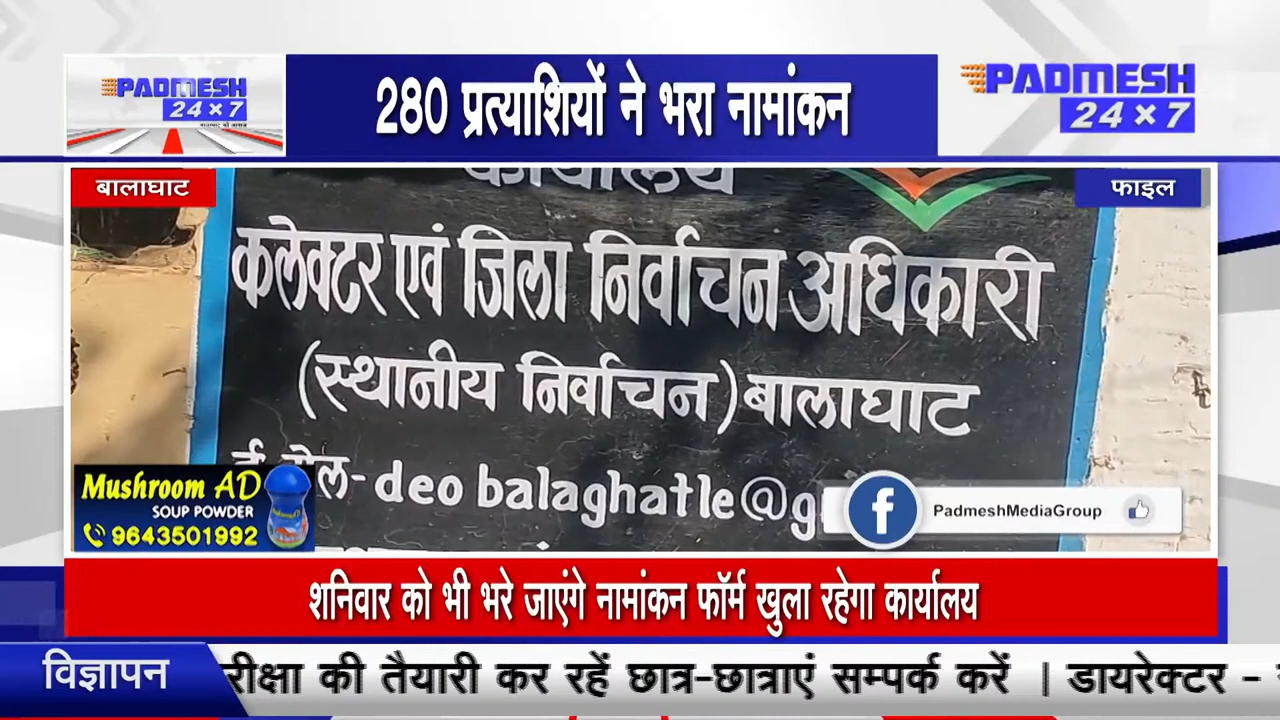 PADMESH
24×7
280 प्रत्याशियों ने भरा नामांकन
PADMESH
24×7
बालाघाट
फाइल
कार्यालय
कलेक्टर एवं जिला निर्वाचन अधिकारी
(स्थानीय निर्वाचन) बालाघाट
deo balaghatle@g
Mushroom AD
SOUP POWDER
9643501992
PadmeshMediaGroup
शनिवार को भी भरे जाएंगे नामांकन फॉर्म खुला रहेगा कार्यालय
विज्ञापन
रीक्षा की तैयारी कर रहें छात्र-छात्राएं सम्पर्क करें | डायरेक्टर -